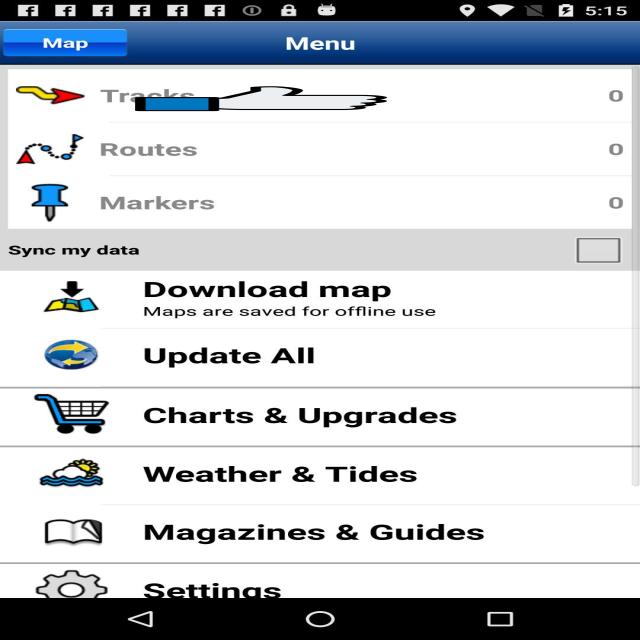 5:15
Map Menu
Tracks 0
Routes 0
Markers 0
Sync my data
Download map
Maps are saved for offline use
Update All
Charts & Upgrades
Weather & Tides
Magazines & Guides
Settings